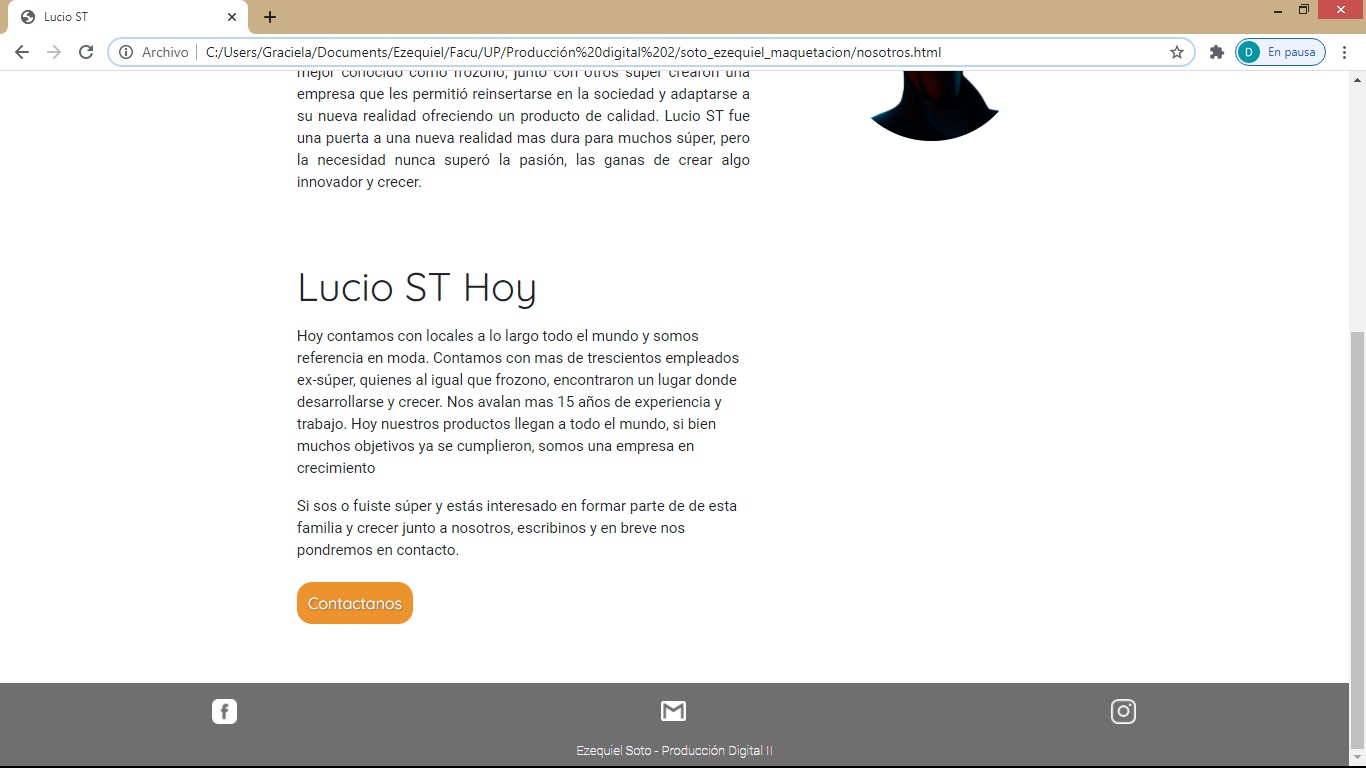 Lucio ST
Archivo
C:/Users/Graciela/Documents/Ezequiel/Facu/UP/Producción%20digital%202/soto_ezequiel_maquetacion/nosotros.html
D
En pausa
mejor conocido como frozono, junto con otros súper crearon una
empresa que les permitió reinsertarse en la sociedad y adaptarse a
su nueva realidad ofreciendo un producto de calidad. Lucio ST fue
una puerta a una nueva realidad mas dura para muchos súper, pero
la necesidad nunca superó la pasión, las ganas de crear algo
innovador y crecer.
Lucio ST Hoy
Hoy contamos con locales a lo largo todo el mundo y somos
referencia en moda. Contamos con mas de trescientos empleados
ex-súper, quienes al igual que frozono, encontraron un lugar donde
desarrollarse y crecer. Nos avalan mas 15 años de experiencia y
trabajo. Hoy nuestros productos llegan a todo el mundo, si bien
muchos objetivos ya se cumplieron, somos una empresa en
crecimiento
Si sos o fuiste súper y estás interesado en formar parte de de esta
familia y crecer junto a nosotros, escribinos y en breve nos
pondremos en contacto.
Contactanos
Ezequiel Soto - Producción Digital II